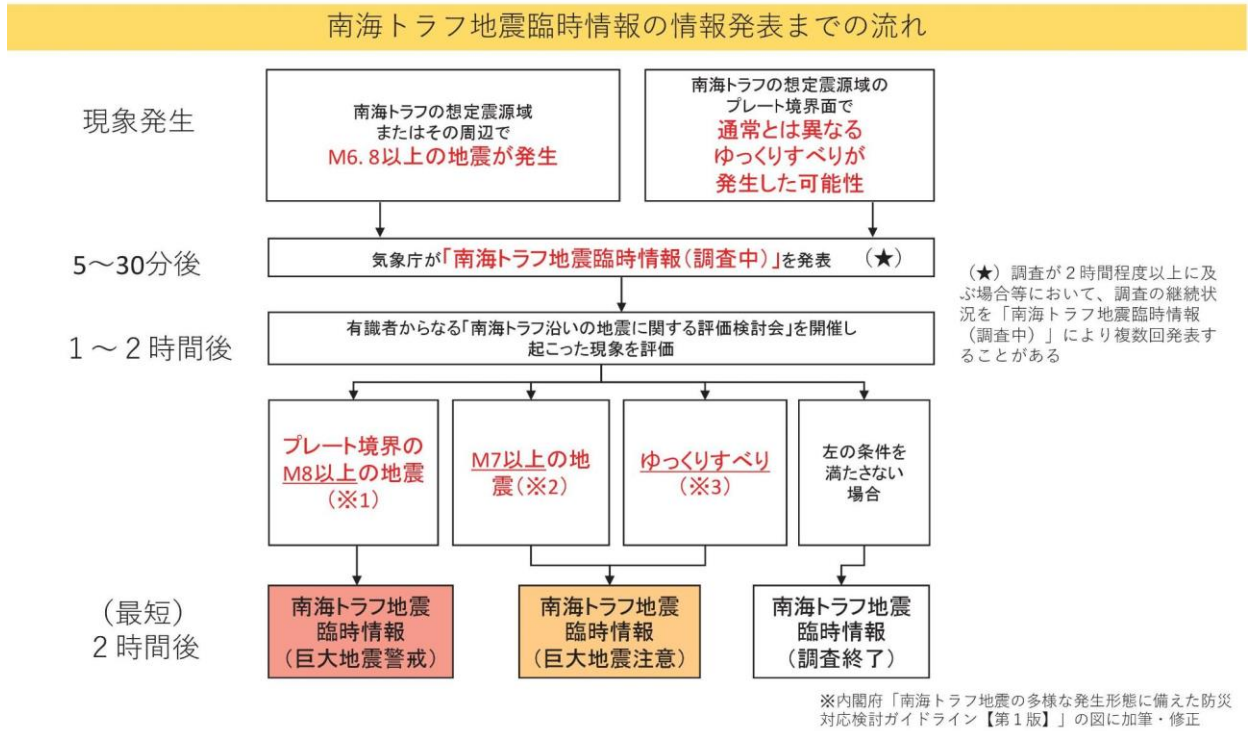 南海トラフ地震臨時情報の情報発表までの流れ
現象発生
南海トラフの想定震源域
またはその周辺で
M6.8以上の地震が発生
南海トラフの想定震源域の
プレート境界面で
通常とは異なる
ゆっくりすべりが
発生した可能性
5～30分後
気象庁が「南海トラフ地震臨時情報（調査中）」を発表　（★）
（★）調査が２時間程度以上に及
ぶ場合等において、調査の継続状
況を「南海トラフ地震臨時情報
（調査中）」により複数回発表す
ることがある
１～２時間後
有識者からなる「南海トラフ沿いの地震に関する評価検討会」を開催し
起こった現象を評価
プレート境界の
M8以上の地震
（※1）
M7以上の地
震（※2）
ゆっくりすべり
（※3）
左の条件を
満たさない
場合
（最短）
２時間後
南海トラフ地震
臨時情報
（巨大地震警戒）
南海トラフ地震
臨時情報
（巨大地震注意）
南海トラフ地震
臨時情報
（調査終了）
※内閣府「南海トラフ地震の多様な発生形態に備えた防災
対応検討ガイドライン【第１版】」の図に加筆・修正